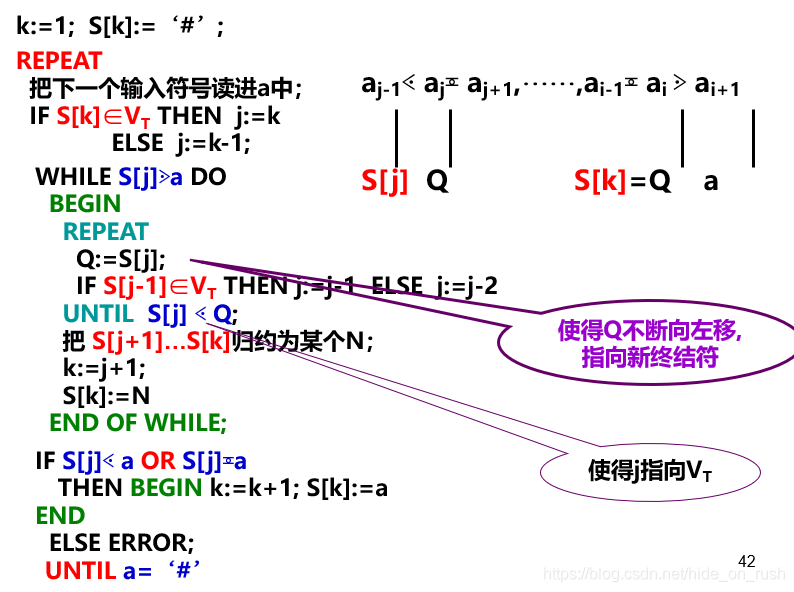 k:=1; S[k]:=‘#’;
REPEAT
把下一个输入符号读进a中;
IF S[k]∈VT THEN j:=k
ELSE j:=k-1;
WHILE S[j]⋗a DO
BEGIN
REPEAT
Q:=S[j];
IF S[j-1]∈VT THEN j:=j-1 ELSE j:=j-2
UNTIL S[j] ⋖ Q;
把 S[j+1]…S[k]归约为某个N;
k:=j+1;
S[k]:=N
END OF WHILE;
IF S[j]⋖ a OR S[j]≖a
THEN BEGIN k:=k+1; S[k]:=a
END
ELSE ERROR;
UNTIL a=‘#’
aj-1⋖ aj≖ aj+1,……,ai-1≖ ai ⋗ ai+1
S[j] Q S[k]=Q a
使得Q不断向左移,
指向新终结符
使得j指向VT
42
https://blog.csdn.net/hide_on_rush